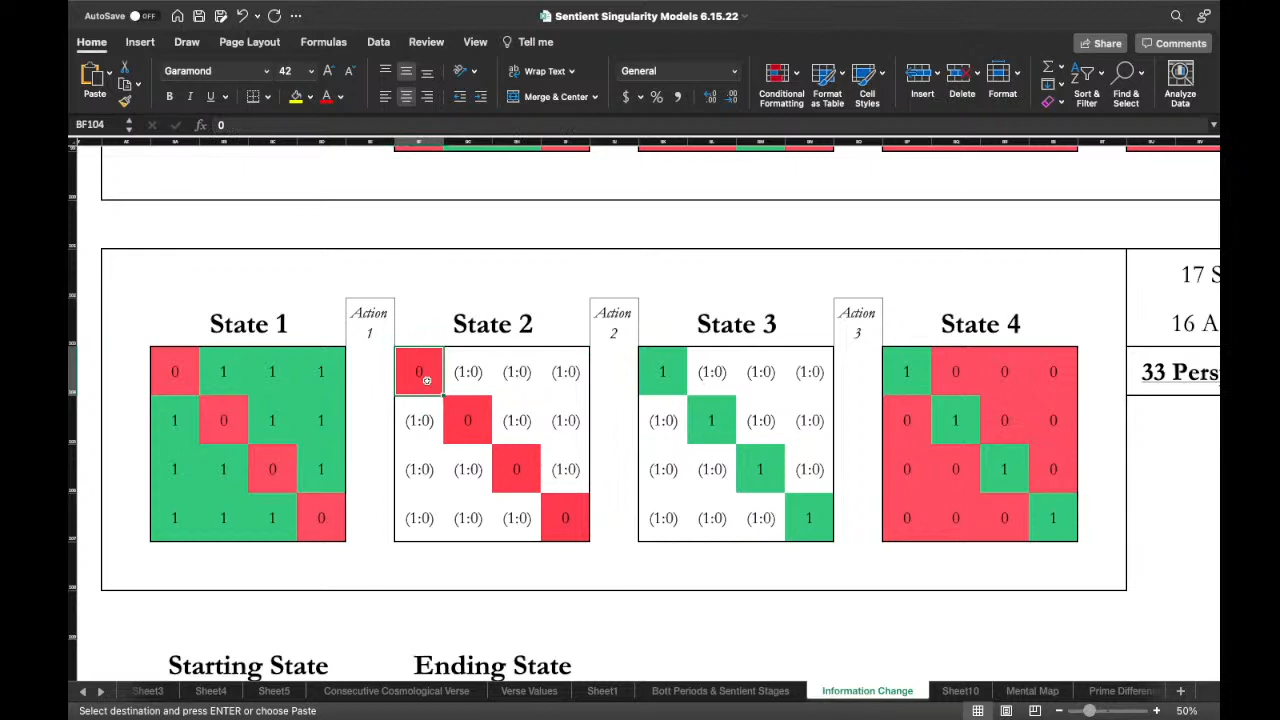 AutoSave OFF
Sentient Singularity Models 6.15.22
Home Insert Draw Page Layout Formulas Data Review View Tell me
Share Comments
Paste
Garamond 42
B I U
Wrap Text
Merge & Center
General
$ %
Conditional Formatting
Format as Table
Cell Styles
Insert Delete Format
Sort & Filter
Find & Select
Analyze Data
BF104 fx 0
State 1 Action 1 State 2 Action 2 State 3 Action 3 State 4
17 S
16 A
33 Pers
0 1 1 1 0 (1:0) (1:0) (1:0) 1 (1:0) (1:0) (1:0) 1 0 0 0
1 0 1 1 (1:0) 0 (1:0) (1:0) (1:0) 1 (1:0) (1:0) 0 1 0 0
1 1 0 1 (1:0) (1:0) 0 (1:0) (1:0) (1:0) 1 (1:0) 0 0 1 0
1 1 1 0 (1:0) (1:0) (1:0) 0 (1:0) (1:0) (1:0) 1 0 0 0 1
Starting State Ending State
Sheet3 Sheet4 Sheet5 Consecutive Cosmological Verse Verse Values Sheet1 Bott Periods & Sentient Stages Information Change Sheet10 Mental Map Prime Differen
Select destination and press ENTER or choose Paste
50%